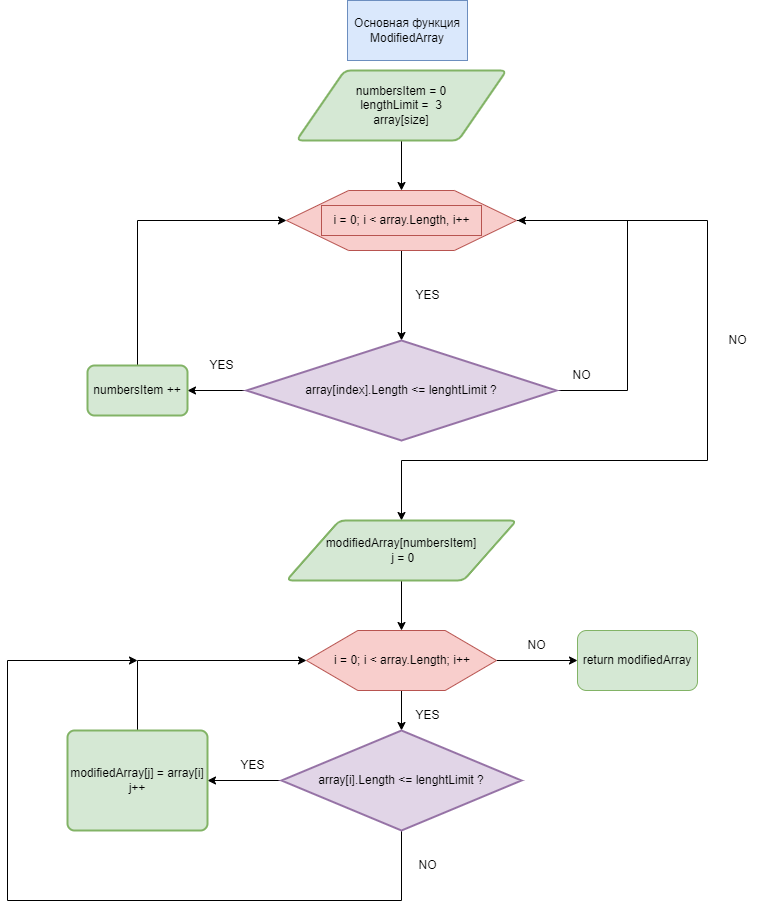 Основная функция
ModifiedArray
numbersItem = 0
lengthLimit = 3
array[size]
i = 0; i < array.Length, i++
YES
NO
YES
NO
numbersItem ++
array[index].Length <= lenghtLimit ?
modifiedArray[numbersItem]
j = 0
i = 0; i < array.Length; i++
NO
return modifiedArray
YES
YES
modifiedArray[j] = array[i]
j++
array[i].Length <= lenghtLimit ?
NO